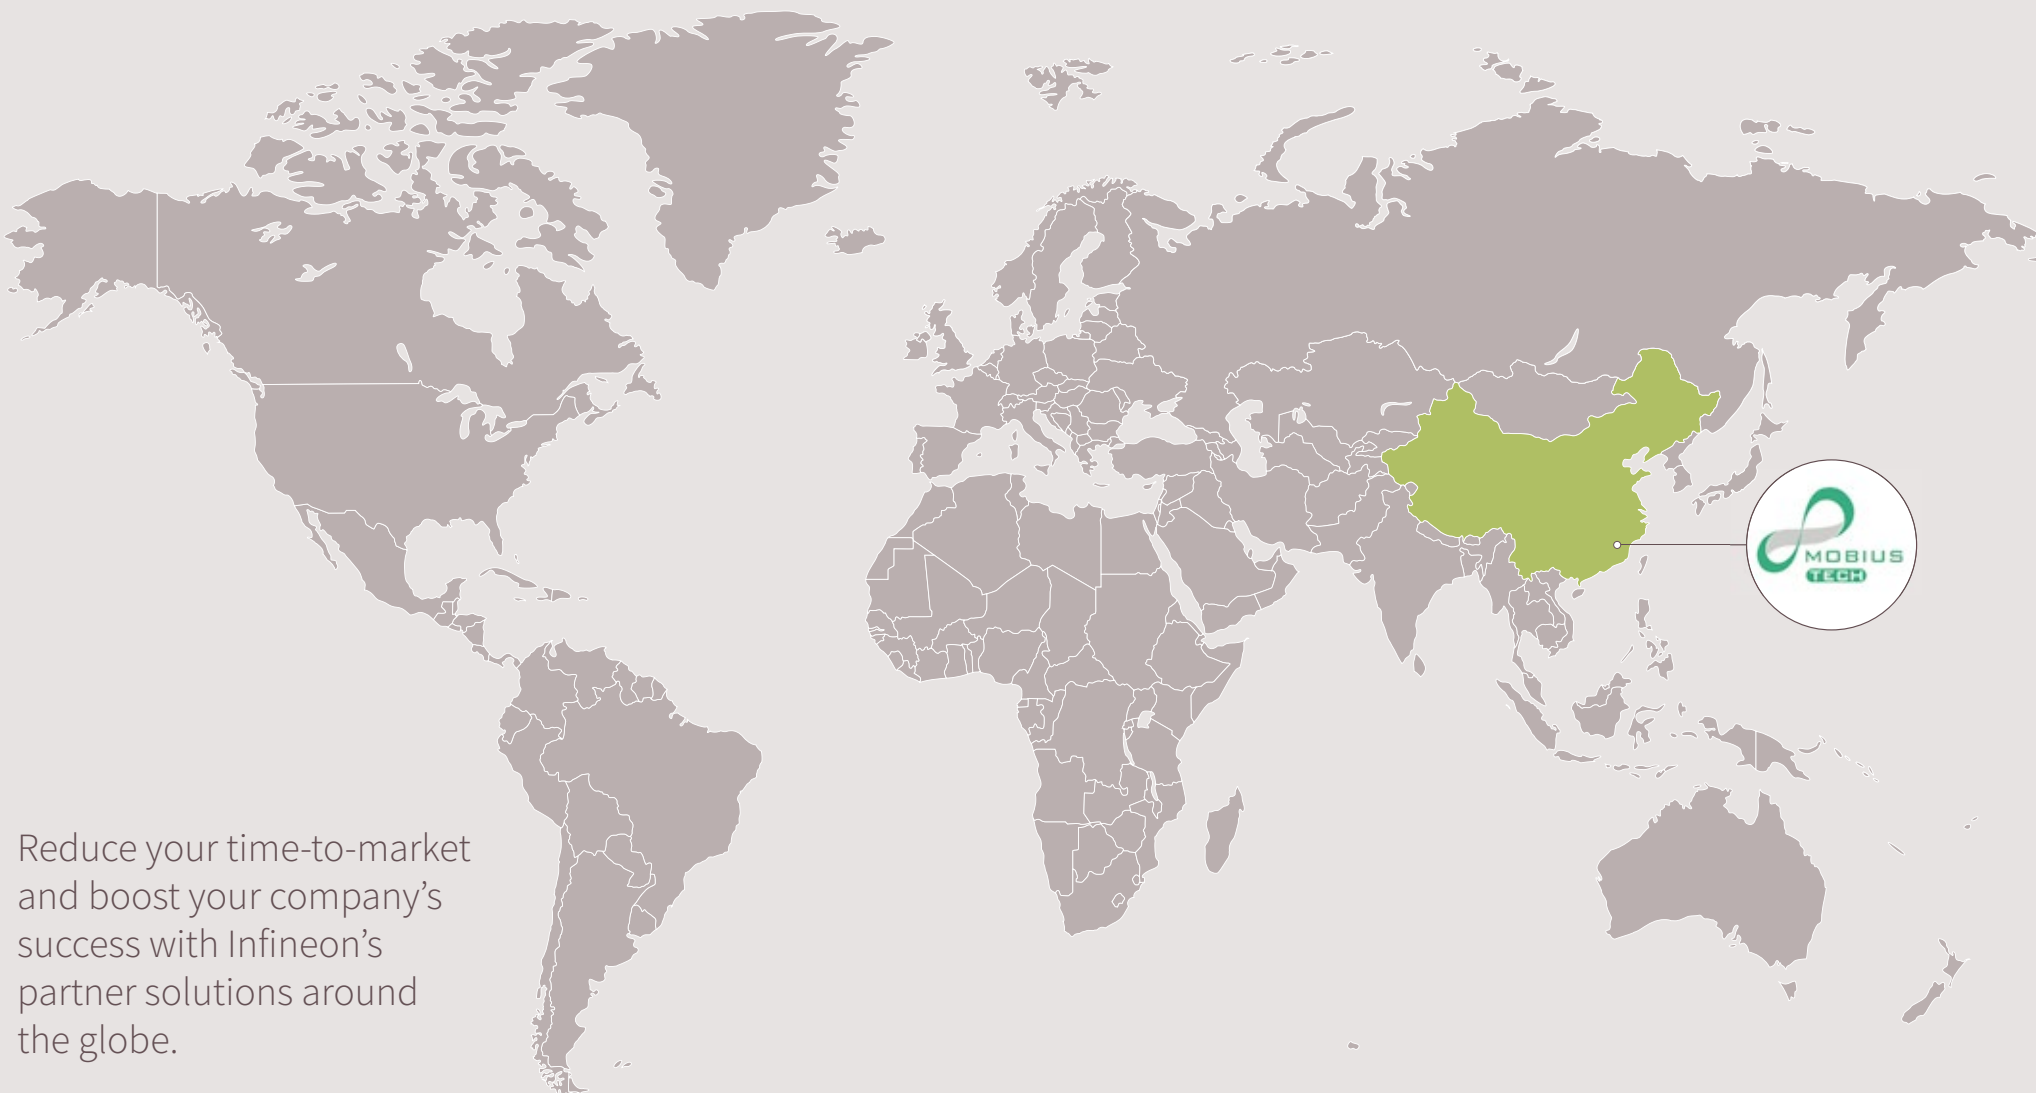 MOBIUS
TECH
Reduce your time-to-market
and boost your company’s
success with Infineon’s
partner solutions around
the globe.